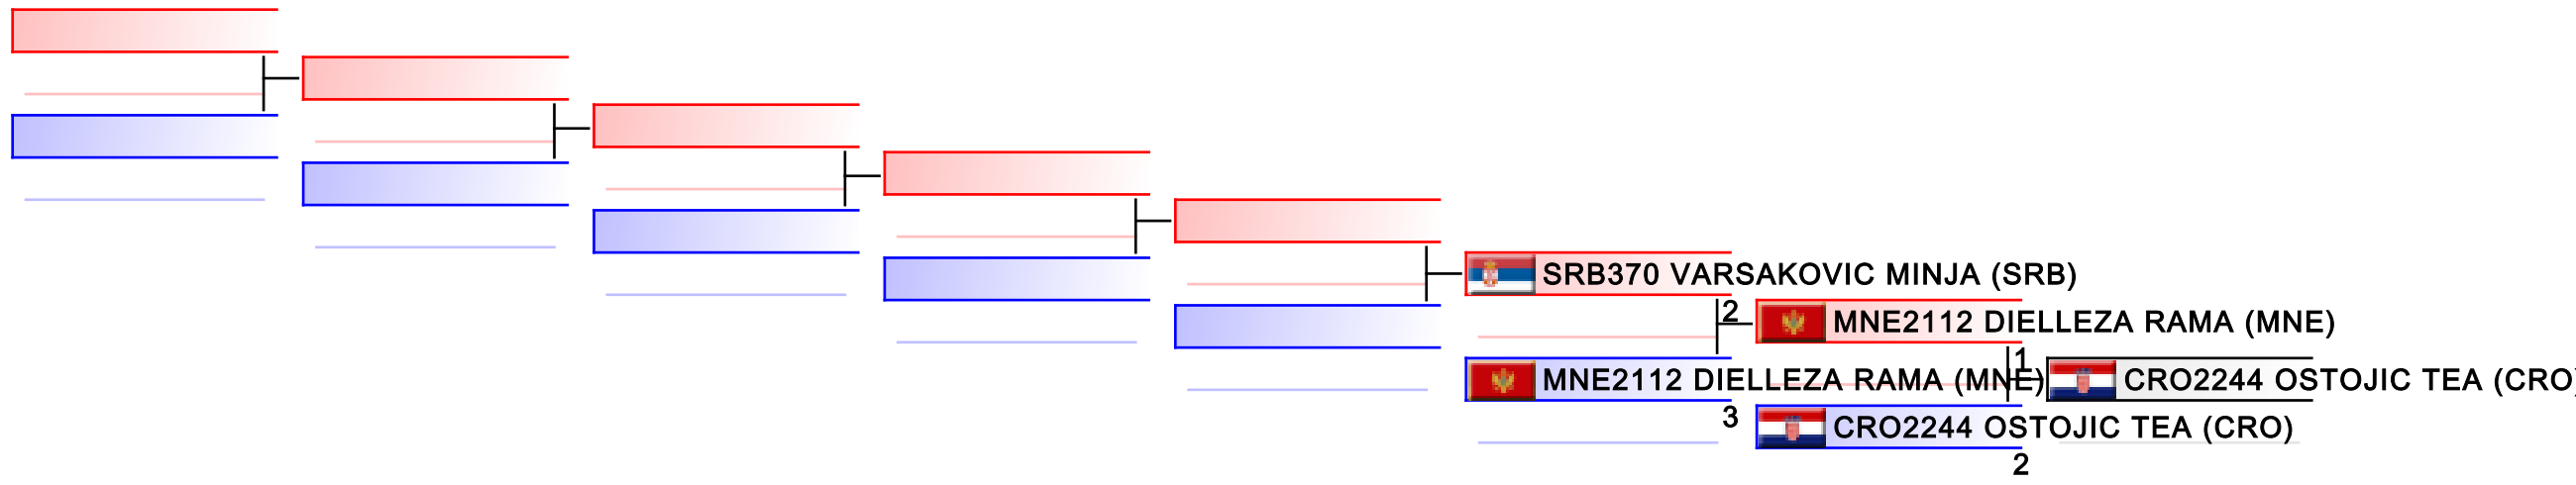 SRB370 VARSAKOVIC MINJA (SRB)
2
MNE2112 DIELLEZA RAMA (MNE)
1
MNE2112 DIELLEZA RAMA (MNE)
CRO2244 OSTOJIC TEA (CRO)
3
CRO2244 OSTOJIC TEA (CRO)
2